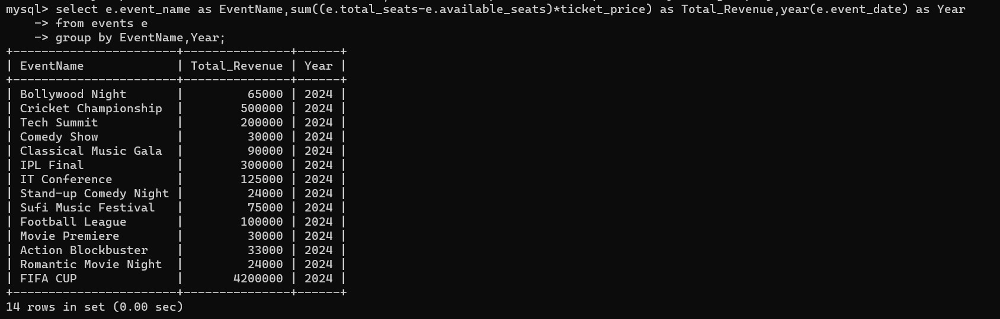 mysql> select e.event_name as EventName,sum((e.total_seats-e.available_seats)*ticket_price) as Total_Revenue,year(e.event_date) as Year
    -> from events e
    -> group by EventName,Year;
+-----------------------+---------------+------+
| EventName             | Total_Revenue | Year |
+-----------------------+---------------+------+
| Bollywood Night       |         65000 | 2024 |
| Cricket Championship  |        500000 | 2024 |
| Tech Summit           |        200000 | 2024 |
| Comedy Show           |         30000 | 2024 |
| Classical Music Gala  |         90000 | 2024 |
| IPL Final             |        300000 | 2024 |
| IT Conference         |        125000 | 2024 |
| Stand-up Comedy Night |         24000 | 2024 |
| Sufi Music Festival   |         75000 | 2024 |
| Football League       |        100000 | 2024 |
| Movie Premiere        |         30000 | 2024 |
| Action Blockbuster    |         33000 | 2024 |
| Romantic Movie Night  |         24000 | 2024 |
| FIFA CUP              |       4200000 | 2024 |
+-----------------------+---------------+------+
14 rows in set (0.00 sec)